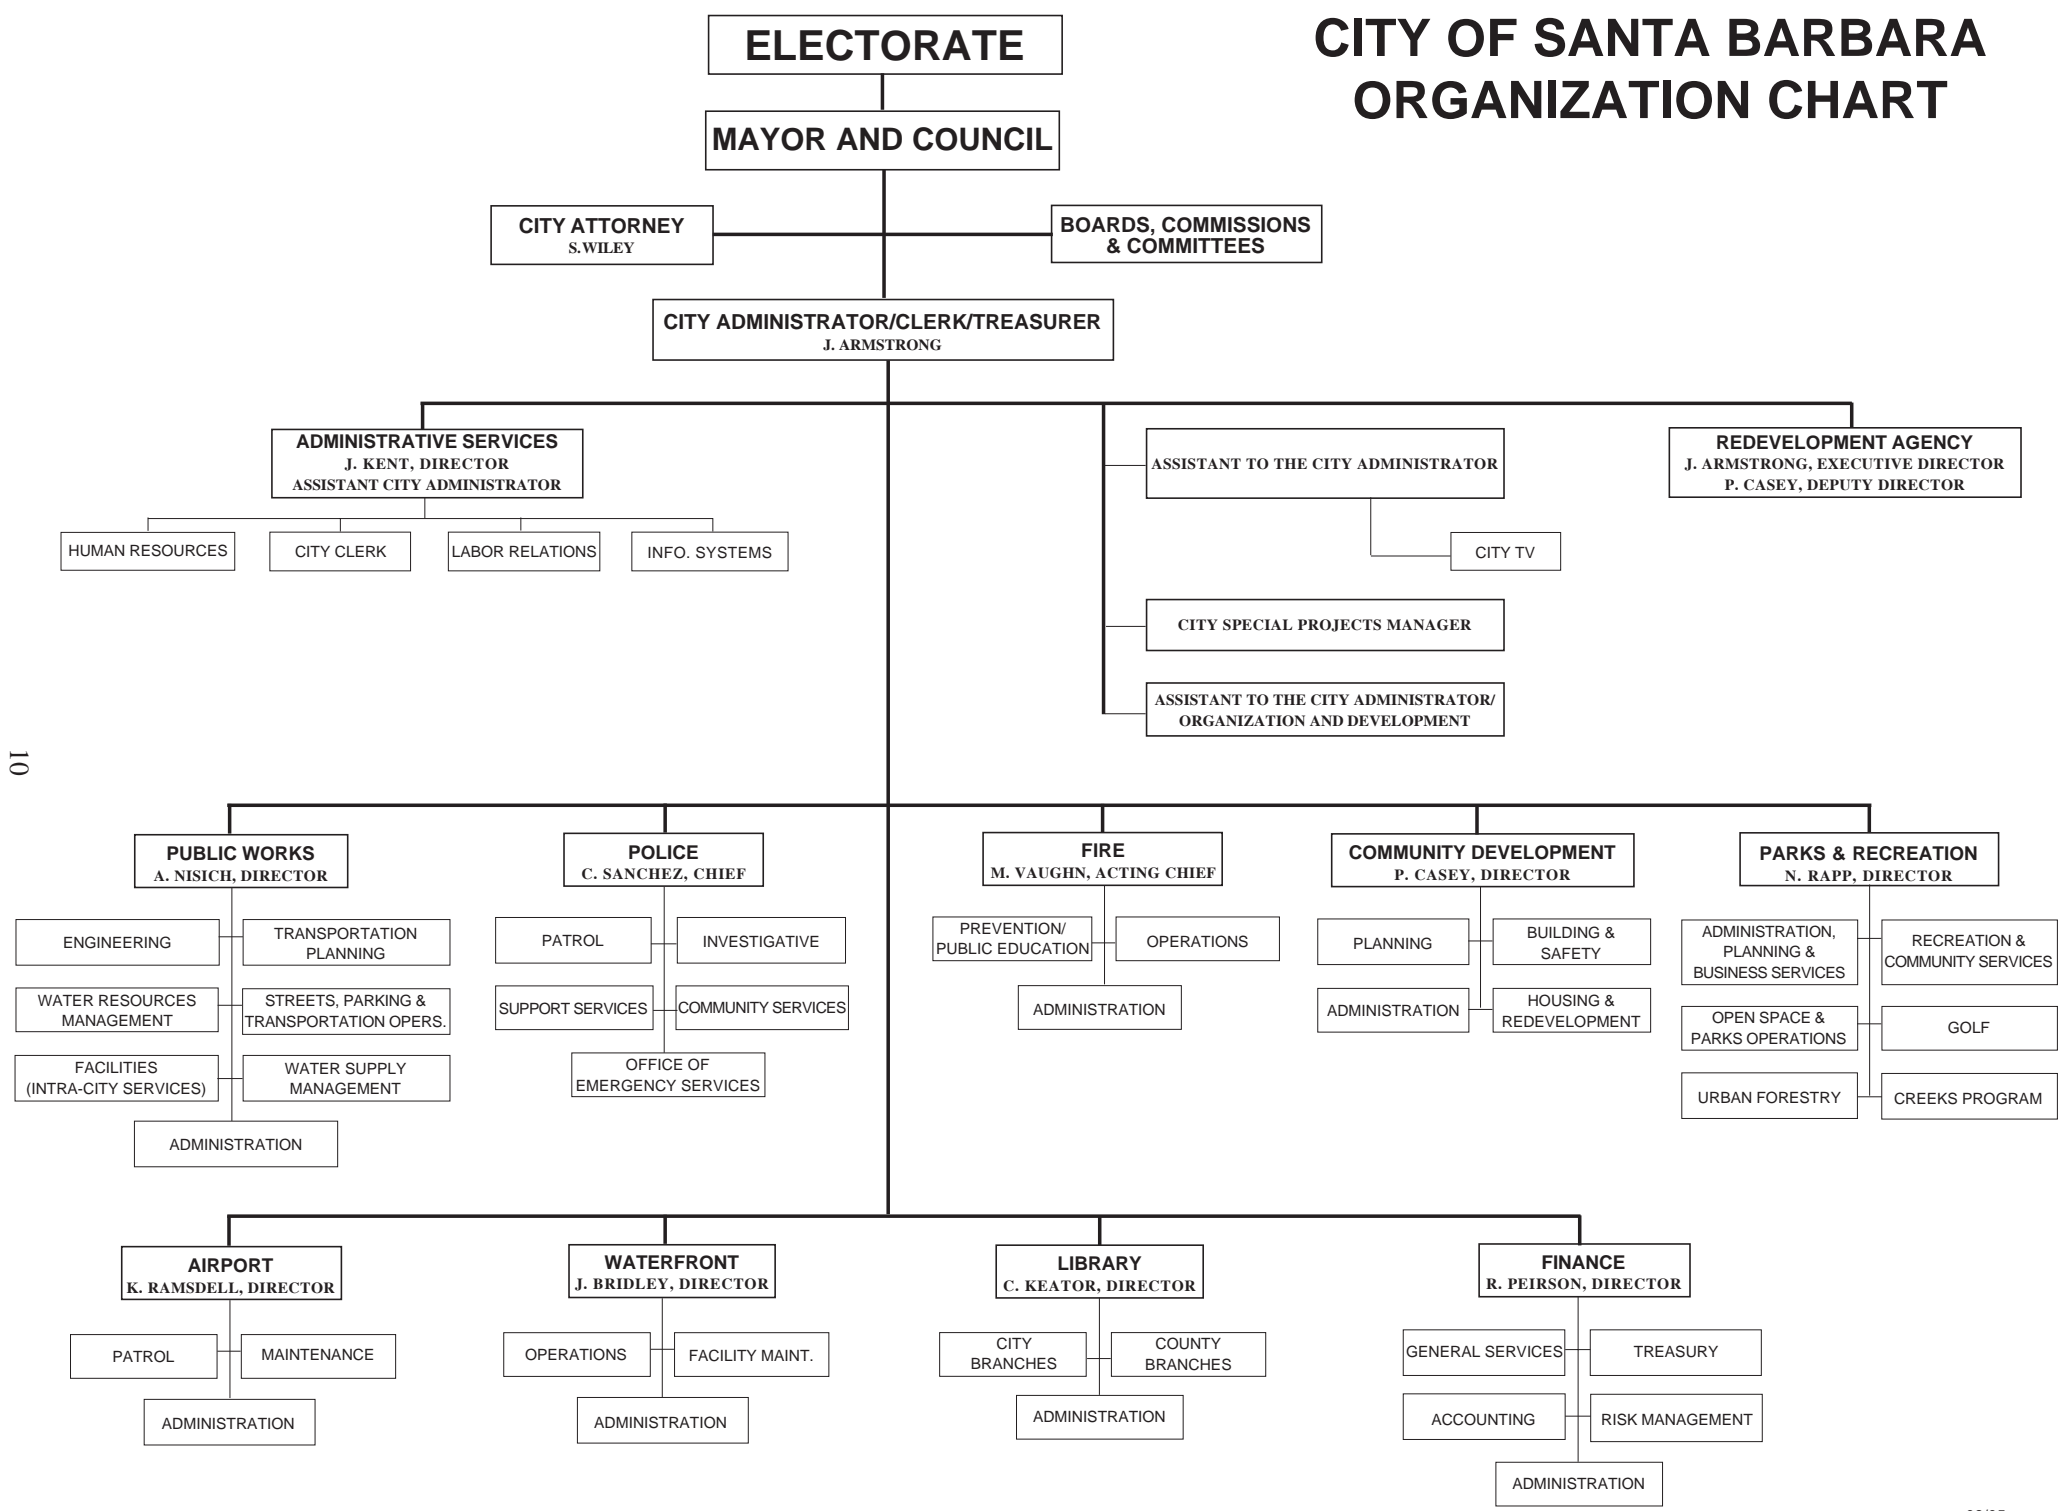 CITY OF SANTA BARBARA
ORGANIZATION CHART
ELECTORATE
MAYOR AND COUNCIL
CITY ATTORNEY
S.WILEY
BOARDS, COMMISSIONS
& COMMITTEES
CITY ADMINISTRATOR/CLERK/TREASURER
J. ARMSTRONG
ADMINISTRATIVE SERVICES
J. KENT, DIRECTOR
ASSISTANT CITY ADMINISTRATOR
HUMAN RESOURCES
CITY CLERK
LABOR RELATIONS
INFO. SYSTEMS
ASSISTANT TO THE CITY ADMINISTRATOR
CITY TV
CITY SPECIAL PROJECTS MANAGER
ASSISTANT TO THE CITY ADMINISTRATOR/
ORGANIZATION AND DEVELOPMENT
REDEVELOPMENT AGENCY
J. ARMSTRONG, EXECUTIVE DIRECTOR
P. CASEY, DEPUTY DIRECTOR
10
PUBLIC WORKS
A. NISICH, DIRECTOR
ENGINEERING
TRANSPORTATION
PLANNING
WATER RESOURCES
MANAGEMENT
STREETS, PARKING &
TRANSPORTATION OPERS.
FACILITIES
(INTRA-CITY SERVICES)
WATER SUPPLY
MANAGEMENT
ADMINISTRATION
POLICE
C. SANCHEZ, CHIEF
PATROL
INVESTIGATIVE
SUPPORT SERVICES
COMMUNITY SERVICES
OFFICE OF
EMERGENCY SERVICES
FIRE
M. VAUGHN, ACTING CHIEF
PREVENTION/
PUBLIC EDUCATION
OPERATIONS
ADMINISTRATION
COMMUNITY DEVELOPMENT
P. CASEY, DIRECTOR
PLANNING
BUILDING &
SAFETY
ADMINISTRATION
HOUSING &
REDEVELOPMENT
PARKS & RECREATION
N. RAPP, DIRECTOR
ADMINISTRATION,
PLANNING &
BUSINESS SERVICES
RECREATION &
COMMUNITY SERVICES
OPEN SPACE &
PARKS OPERATIONS
GOLF
URBAN FORESTRY
CREEKS PROGRAM
AIRPORT
K. RAMSDELL, DIRECTOR
PATROL
MAINTENANCE
ADMINISTRATION
WATERFRONT
J. BRIDLEY, DIRECTOR
OPERATIONS
FACILITY MAINT.
ADMINISTRATION
LIBRARY
C. KEATOR, DIRECTOR
CITY
BRANCHES
COUNTY
BRANCHES
ADMINISTRATION
FINANCE
R. PEIRSON, DIRECTOR
GENERAL SERVICES
TREASURY
ACCOUNTING
RISK MANAGEMENT
ADMINISTRATION